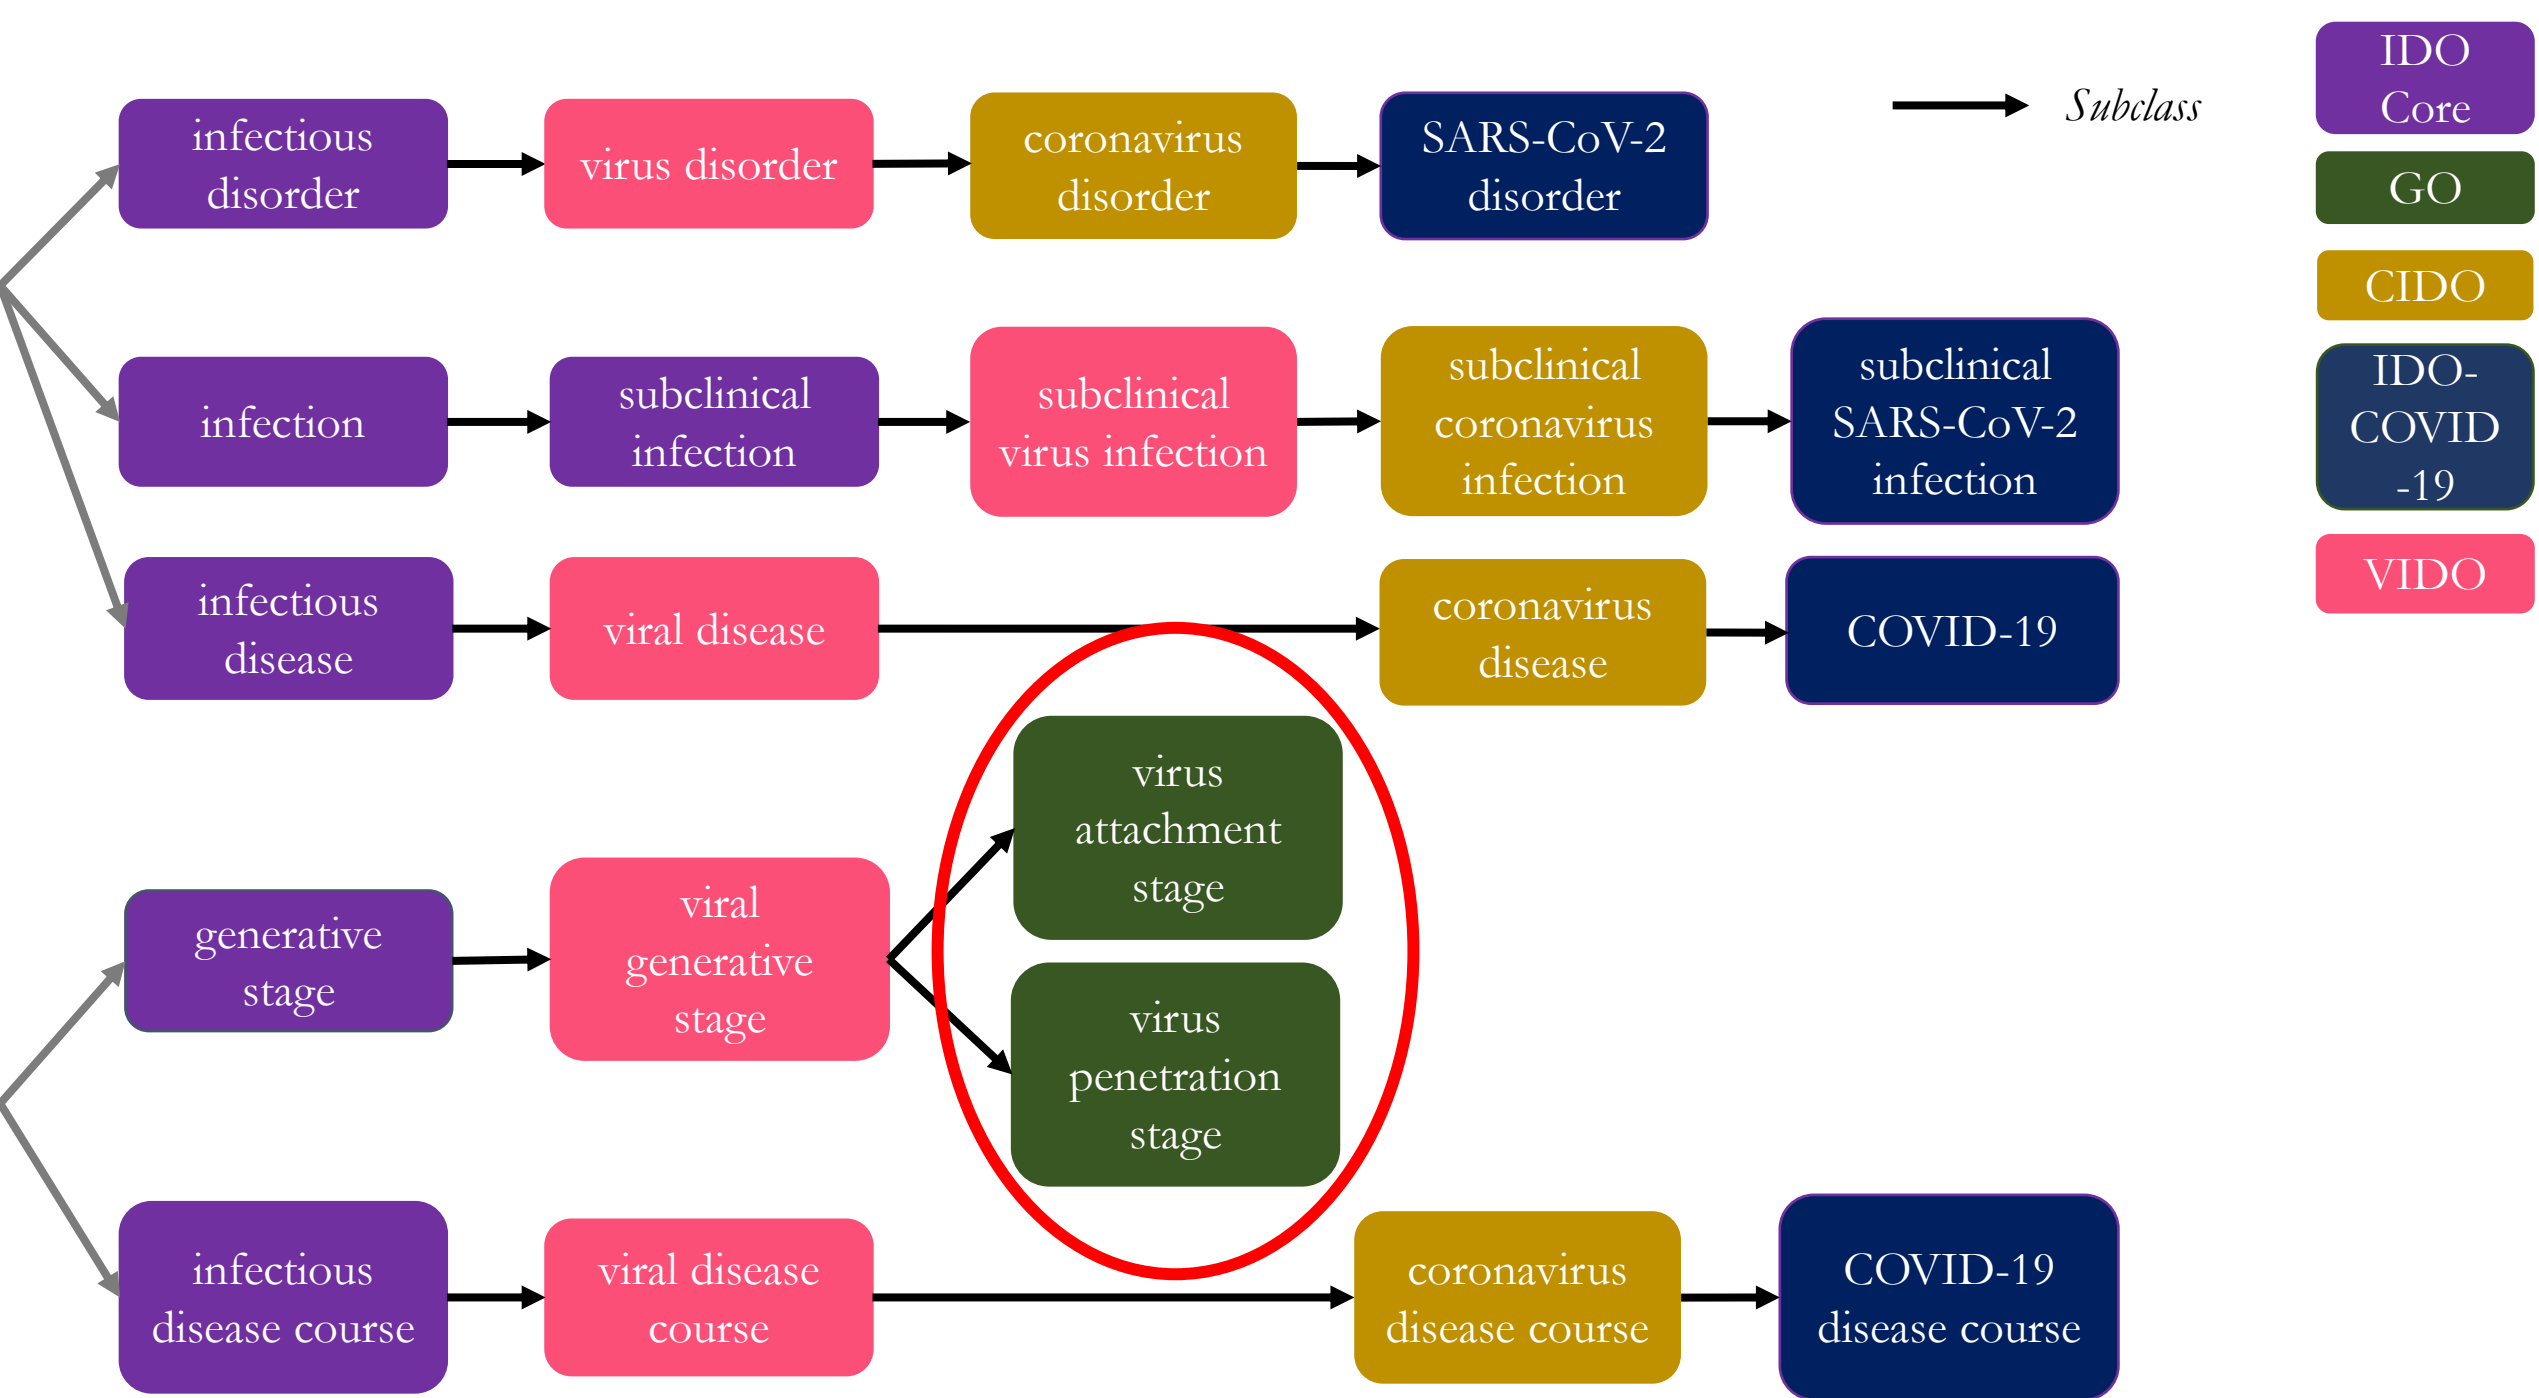 infectious
disorder
virus disorder
coronavirus
disorder
SARS-CoV-2
disorder
Subclass
IDO
Core
GO
CIDO
IDO-
COVID
-19
VIDO
infection
subclinical
infection
subclinical
virus infection
subclinical
coronavirus
infection
subclinical
SARS-CoV-2
infection
infectious
disease
viral disease
coronavirus
disease
COVID-19
generative
stage
viral
generative
stage
virus
attachment
stage
virus
penetration
stage
infectious
disease course
viral disease
course
coronavirus
disease course
COVID-19
disease course